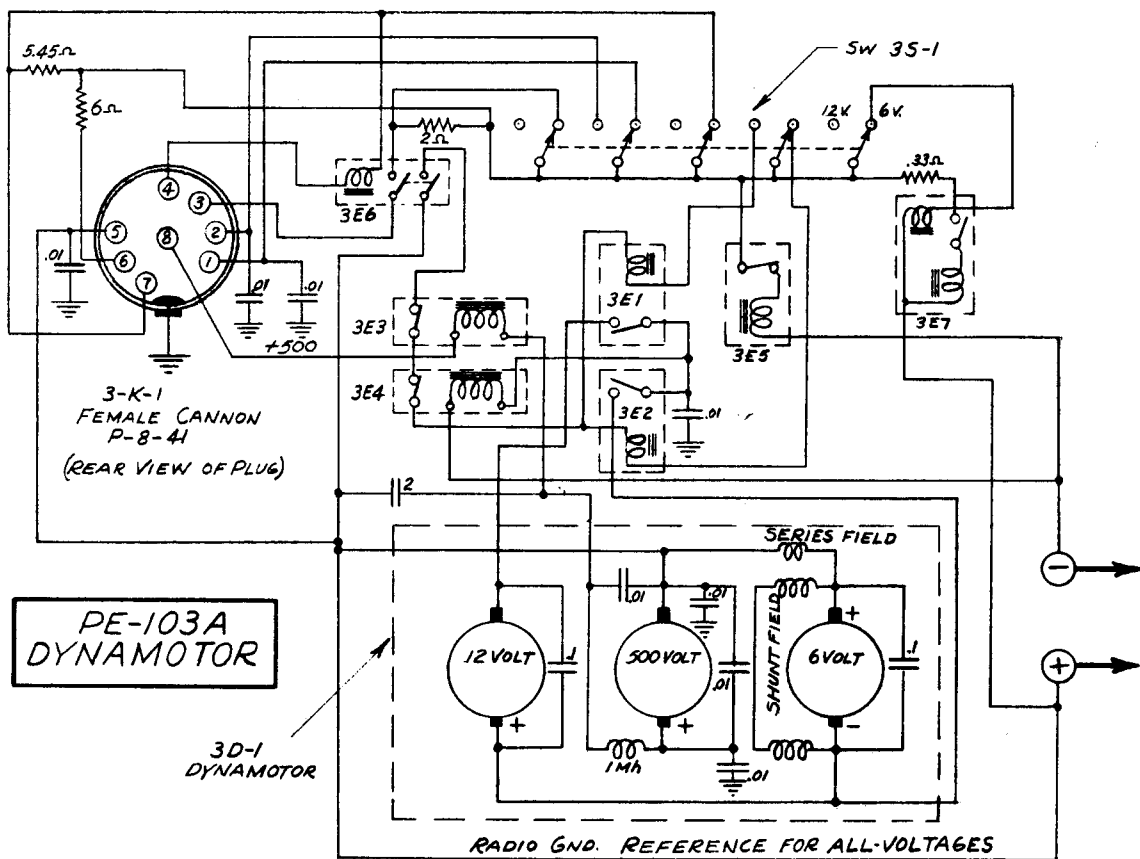 5.45Ω
SW 3S-1
6Ω
12V.
6V.
2Ω
.33Ω
4
3
5
8
2
6
1
7
3E6
.01
.01
.01
+500
3E1
3E3
3E5
3E7
3E4
3E2
.01
3-K-1
FEMALE CANNON
P-8-41
(REAR VIEW OF PLUG)
2
SERIES FIELD
SHUNT FIELD
.01
.01
−
+
PE-103A
DYNAMOTOR
12 VOLT
.1
500 VOLT
.01
6 VOLT
.1
+
+
+
-
3D-1
DYNAMOTOR
1Mh
.01
RADIO GND. REFERENCE FOR ALL-VOLTAGES